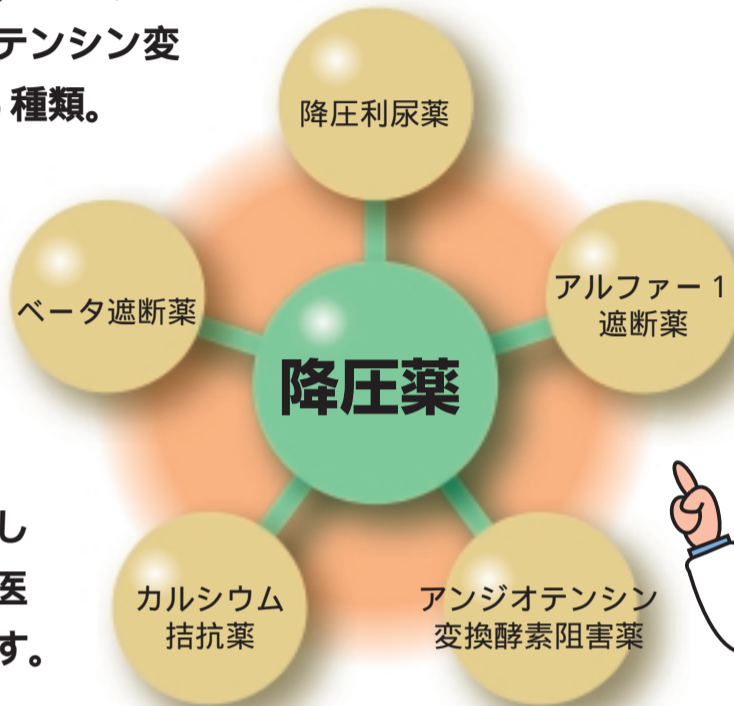 テンシン変
種類。
降圧利尿薬
ベータ遮断薬
アルファー1
遮断薬
降圧薬
し
医
す。
カルシウム
拮抗薬
アンジオテンシン
変換酵素阻害薬